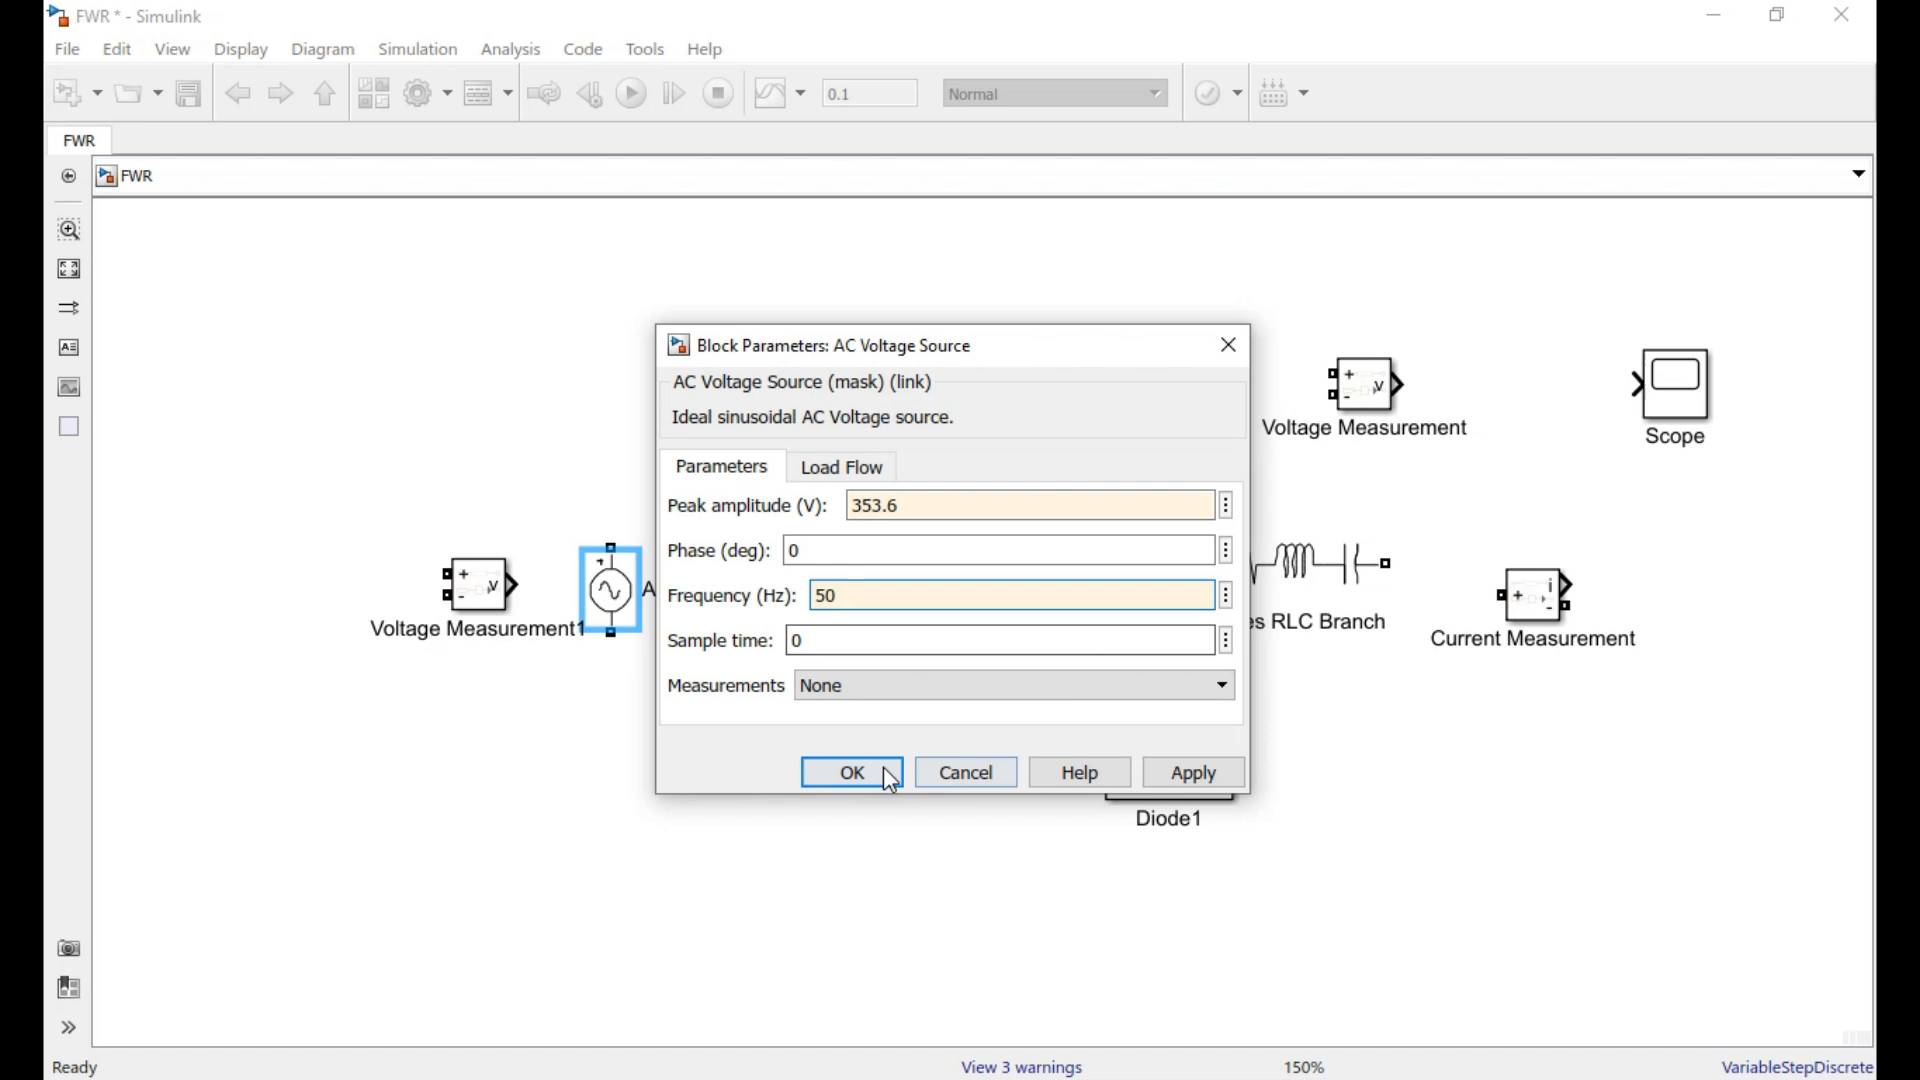 FWR * - Simulink
File Edit View Display Diagram Simulation Analysis Code Tools Help
0.1 Normal
FWR
FWR
Block Parameters: AC Voltage Source
AC Voltage Source (mask) (link)
Ideal sinusoidal AC Voltage source.
Parameters Load Flow
Peak amplitude (V): 353.6
Phase (deg): 0
Frequency (Hz): 50
Sample time: 0
Measurements None
OK Cancel Help Apply
Voltage Measurement
Scope
Voltage Measurement1
A
es RLC Branch
Current Measurement
Diode1
Ready View 3 warnings 150% VariableStepDiscrete